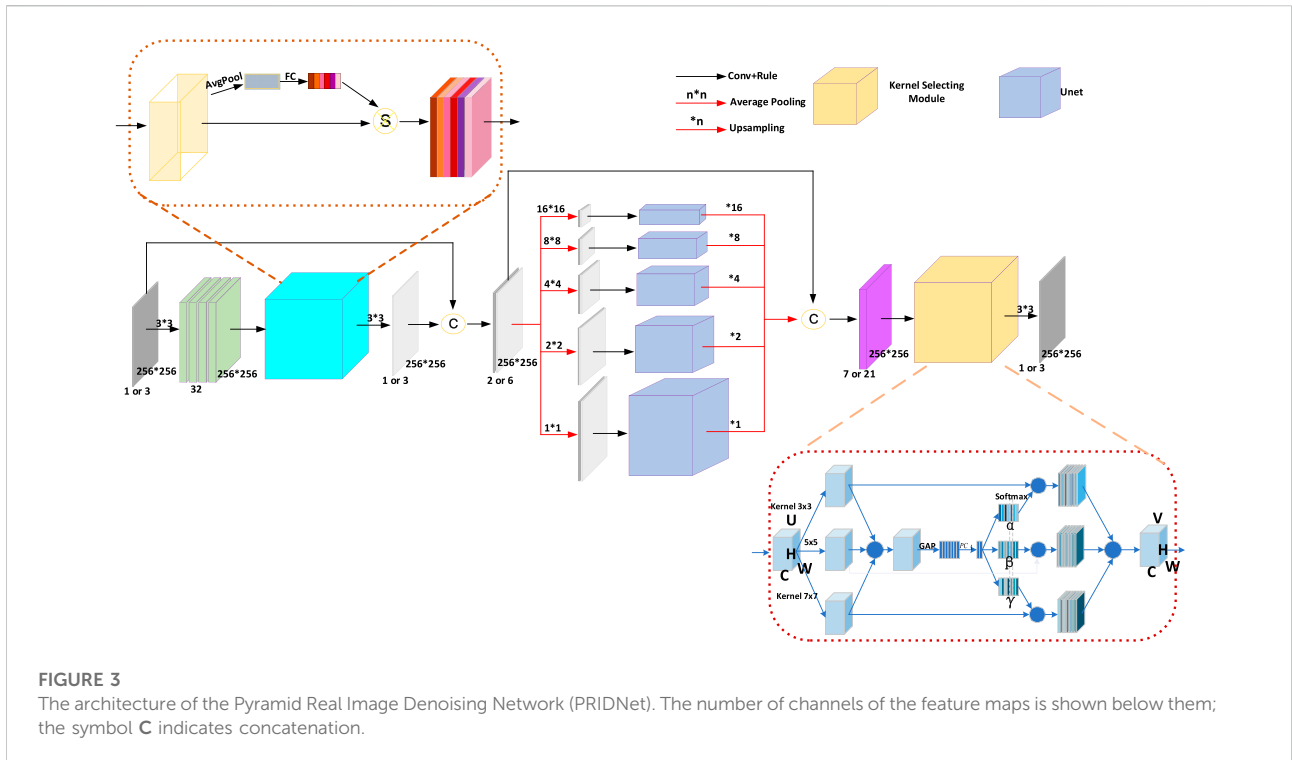 AvgPool
FC
S
Conv+Rule
n*n
Average Pooling
*n
Upsampling
Kernel Selecting
Module
Unet
3*3
256*256
1 or 3
32
256*256
3*3
256*256
1 or 3
C
256*256
2 or 6
16*16
8*8
4*4
2*2
1*1
*16
*8
*4
*2
*1
C
256*256
7 or 21
3*3
256*256
1 or 3
Kernel 3x3
U
5x5
H
W
C
Kernel 7x7
GAP
Softmax
α
β
γ
V
H
W
C
FIGURE 3
The architecture of the Pyramid Real Image Denoising Network (PRIDNet). The number of channels of the feature maps is shown below them;
the symbol C indicates concatenation.